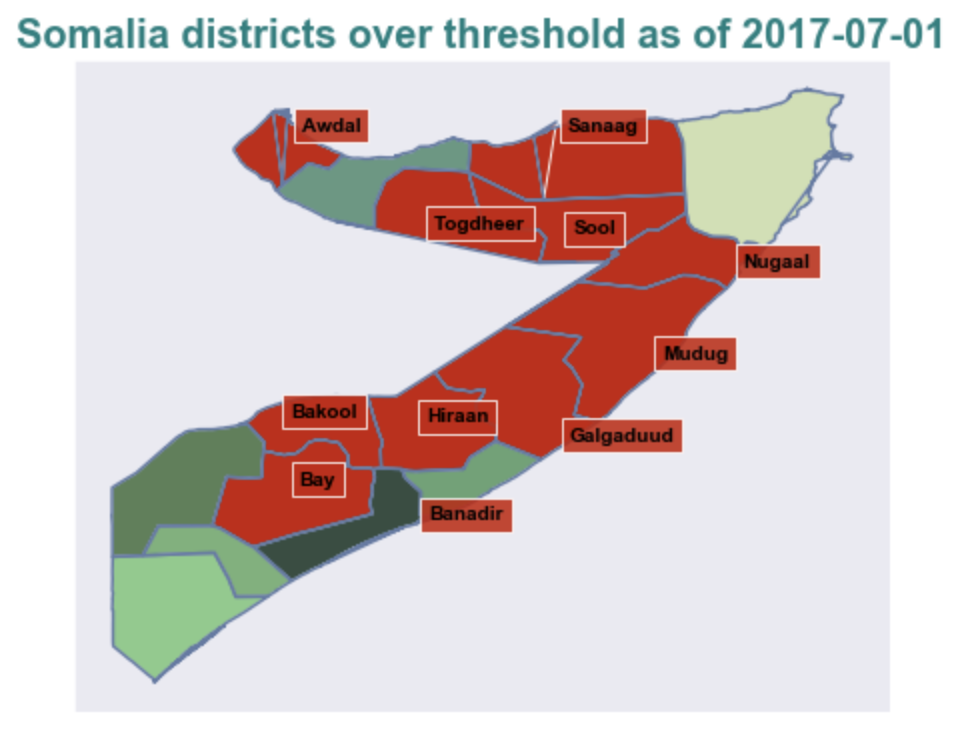 Somalia districts over threshold as of 2017-07-01
Awdal
Sanaag
Togdheer
Sool
Nugaal
Mudug
Bakool
Hiraan
Galgaduud
Bay
Banadir